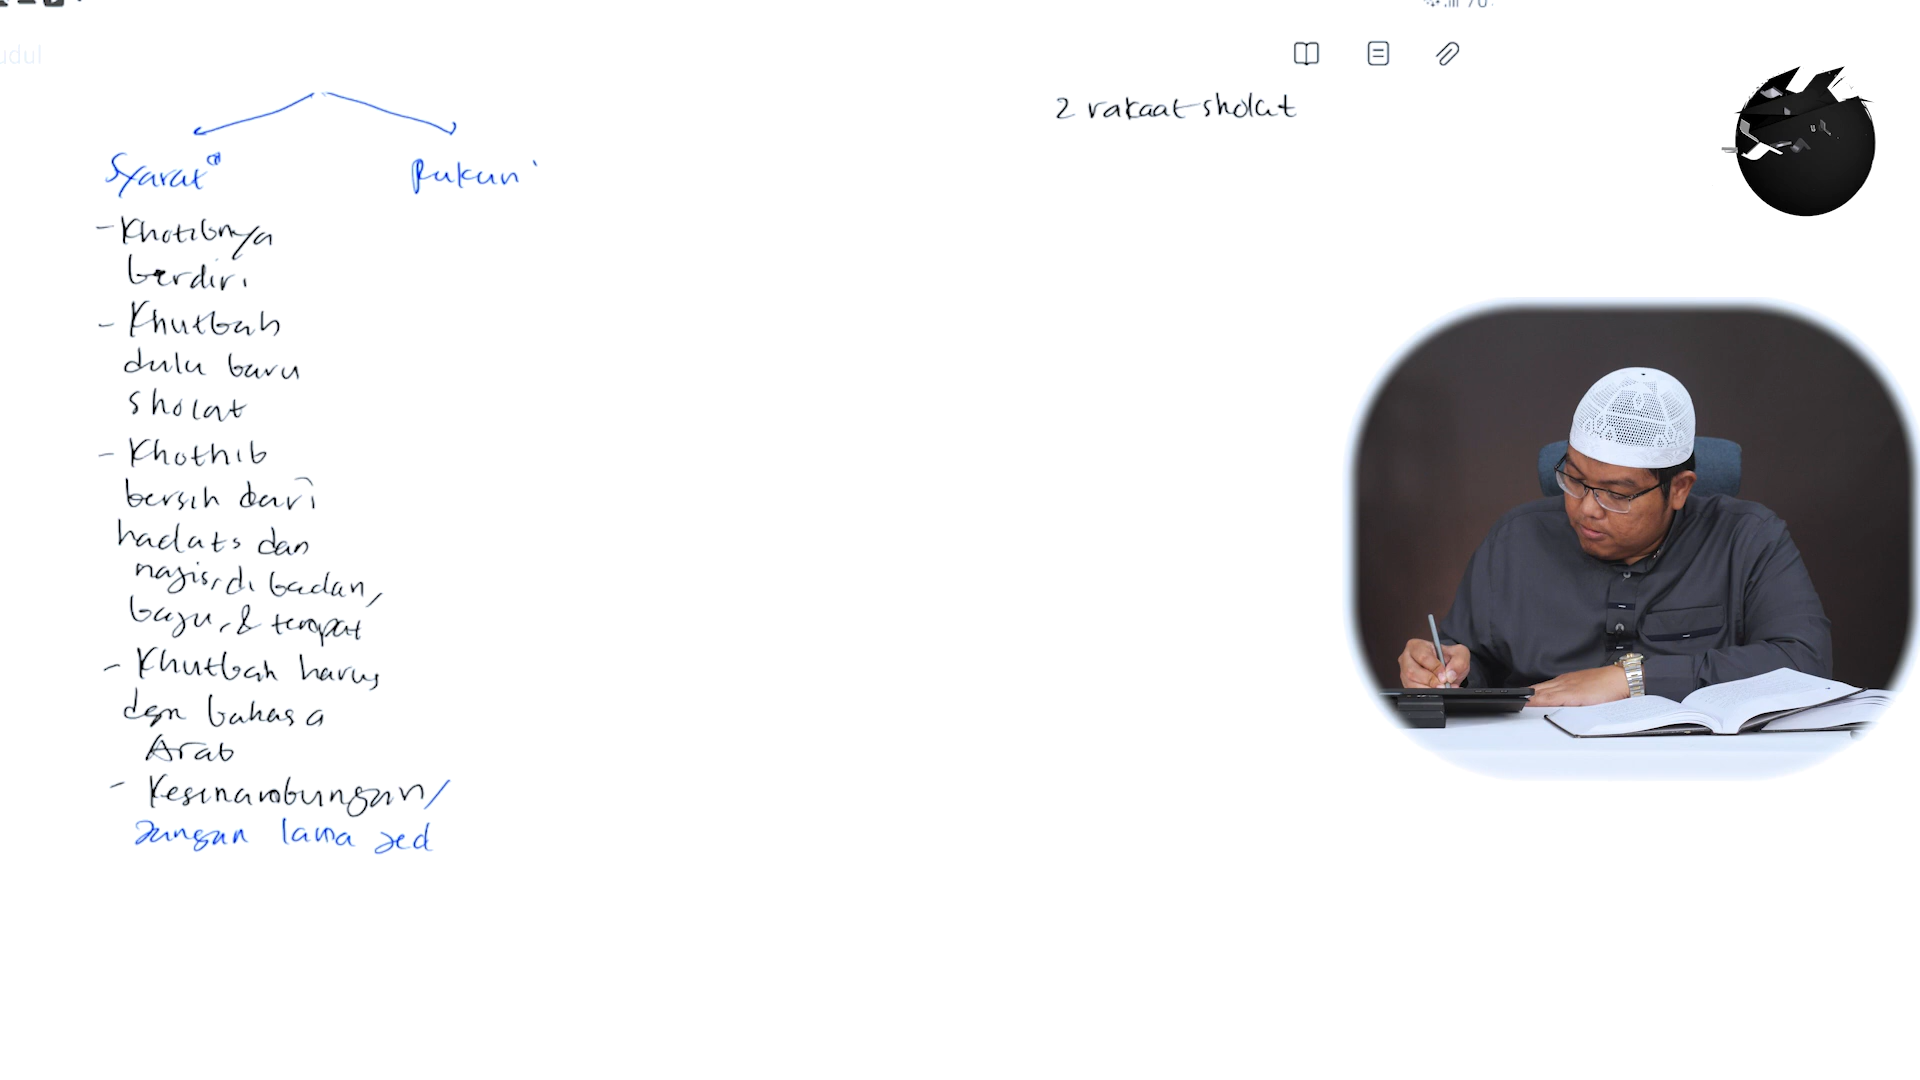 udul
Syarat"
Rukun
- Khotibnya
berdiri
- Khutbah
dulu baru
sholat
- Khothib
bersih dari
hadats dan
najis, di badan,
baju, & tempat
- Khutbah harus
dgn bahasa
Arab
- Kesinambungan/
Jangan lama jed
2 rakaat sholat